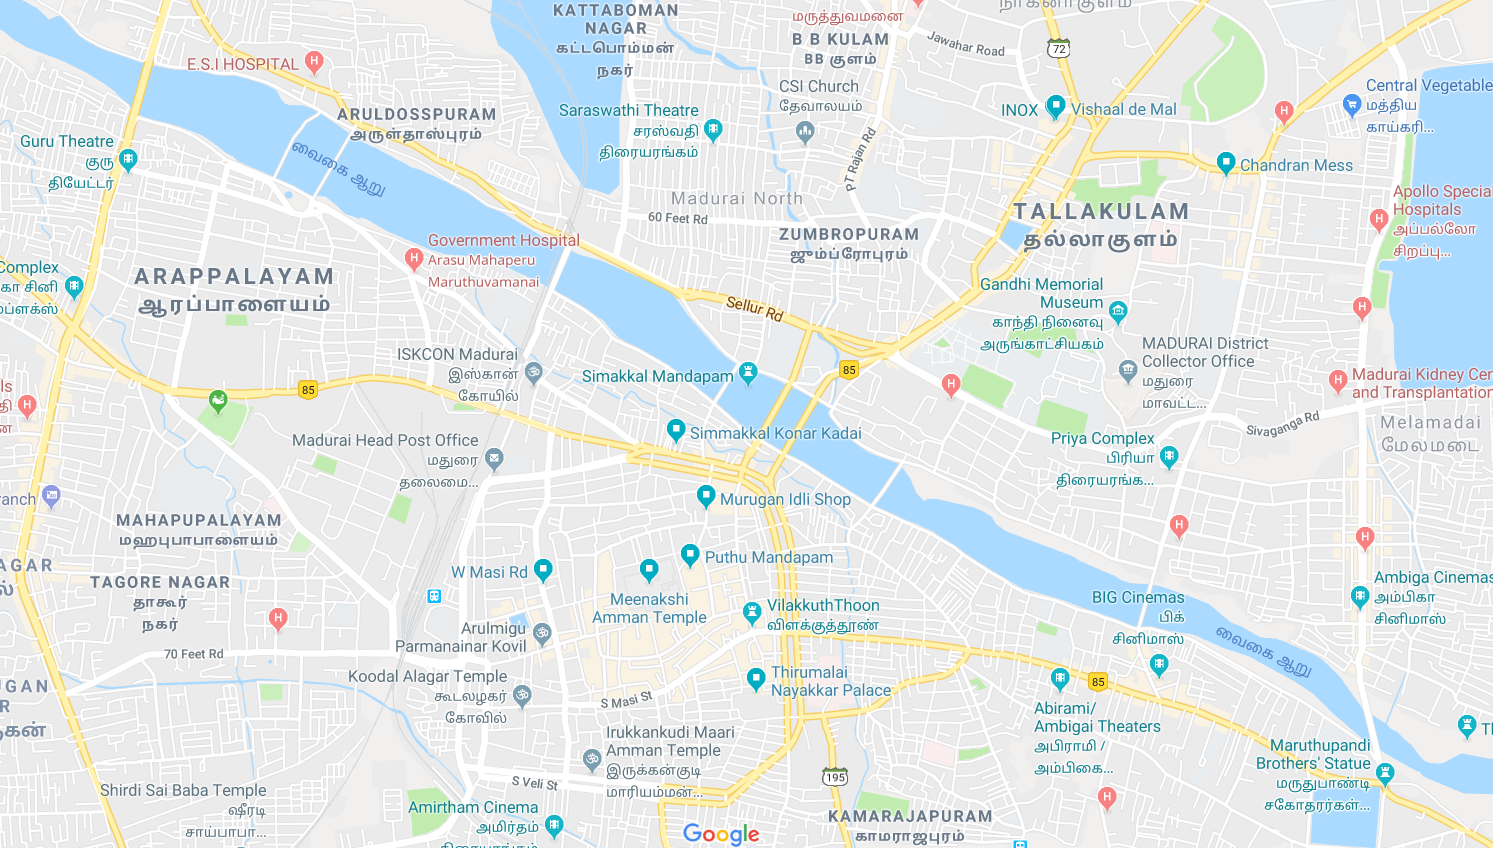 KATTABOMAN
NAGAR
கட்டபொம்மன்
நகர்
மருத்துவமனை
நாகனாகுளம்
B B KULAM
BB குளம்
Jawahar Road
72
E.S.I HOSPITAL
CSI Church
தேவாலயம்
Central Vegetable
மத்திய
காய்கரி...
ARULDOSSPURAM
அருள்தாஸ்புரம்
Saraswathi Theatre
சரஸ்வதி
திரையரங்கம்
INOX
Vishaal de Mal
Guru Theatre
குரு
தியேட்டர்
வைகை ஆறு
PT Rajan Rd
Chandran Mess
Madurai North
60 Feet Rd
TALLAKULAM
தல்லாகுளம்
Apollo Special
Hospitals
அப்பல்லோ
சிறப்பு...
ZUMBROPURAM
ஜும்ப்ரோபுரம்
Government Hospital
Arasu Mahaperu
Maruthuvamanai
Complex
கா சினி
ம்ப்ளக்ஸ்
ARAPPALAYAM
ஆரப்பாளையம்
Sellur Rd
Gandhi Memorial
Museum
காந்தி நினைவு
அருங்காட்சியகம்
MADURAI District
Collector Office
மதுரை
மாவட்ட...
ISKCON Madurai
இஸ்கான்
கோயில்
Simakkal Mandapam
85
85
Madurai Kidney Cen
and Transplantation
Sivaganga Rd
Melamadai
மேலமடை
Simmakkal Konar Kadai
Madurai Head Post Office
மதுரை
தலைமை...
Priya Complex
பிரியா
திரையரங்க...
ranch
Murugan Idli Shop
MAHAPUPALAYAM
மஹபுபாபாளையம்
AGAR
TAGORE NAGAR
தாகூர்
நகர்
W Masi Rd
Puthu Mandapam
Meenakshi
Amman Temple
VilakkuthThoon
விளக்குத்தூண்
BIG Cinemas
பிக்
சினிமாஸ்
Ambiga Cinemas
அம்பிகா
சினிமாஸ்
Arulmigu
Parmanainar Kovil
70 Feet Rd
வைகை ஆறு
Koodal Alagar Temple
கூடலழகர்
கோவில்
Thirumalai
Nayakkar Palace
85
S Masi St
UGAN
R
Abirami/
Ambigai Theaters
அபிராமி /
அம்பிகை...
Irukkankudi Maari
Amman Temple
இருக்கன்குடி
மாரியம்மன்...
Maruthupandi
Brothers' Statue
மருதுபாண்டி
சகோதரர்கள்...
195
S Veli St
Shirdi Sai Baba Temple
ஷீரடி
சாய்பாபா...
Amirtham Cinema
அமிர்தம்
திரையரங்கம்
KAMARAJAPURAM
காமராஜபுரம்
Google